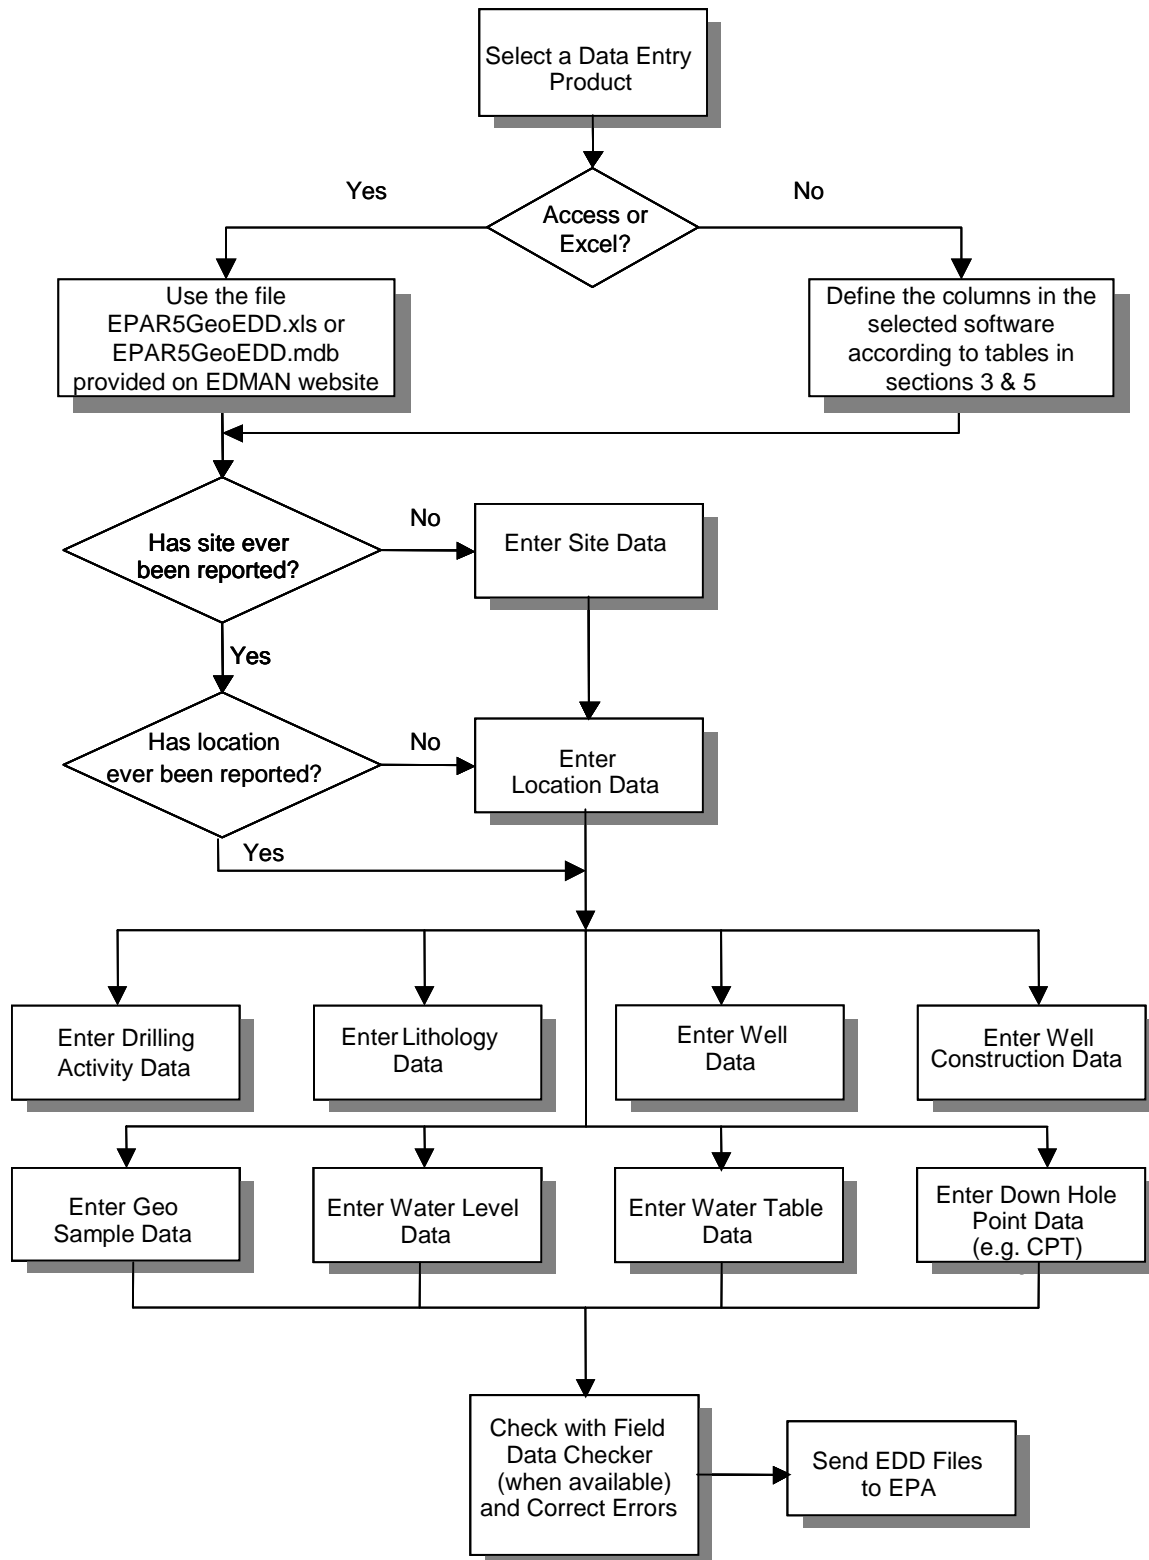 Select a Data Entry
Product
Yes
No
Access or
Excel?
Use the file
EPAR5GeoEDD.xls or
EPAR5GeoEDD.mdb
provided on EDMAN website
Define the columns in the
selected software
according to tables in
sections 3 & 5
Has site ever
been reported?
No
Enter Site Data
Yes
Has location
ever been reported?
No
Enter
Location Data
Yes
Enter Drilling
Activity Data
Enter Lithology
Data
Enter Well
Data
Enter Well
Construction Data
Enter Geo
Sample Data
Enter Water Level
Data
Enter Water Table
Data
Enter Down Hole
Point Data
(e.g. CPT)
Check with Field
Data Checker
(when available)
and Correct Errors
Send EDD Files
to EPA